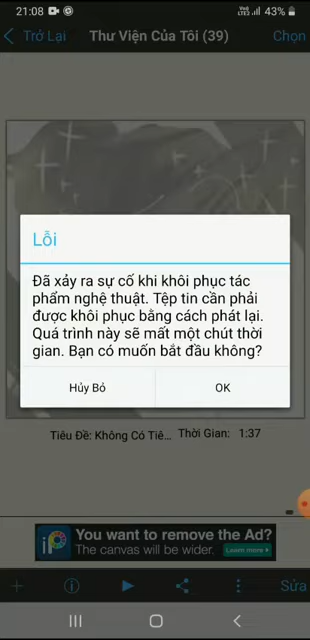 21:08 43%
Trở Lại Thư Viện Của Tôi (39) Chọn
Lỗi
Đã xảy ra sự cố khi khôi phục tác
phẩm nghệ thuật. Tệp tin cần phải
được khôi phục bằng cách phát lại.
Quá trình này sẽ mất một chút thời
gian. Bạn có muốn bắt đầu không?
Hủy Bỏ OK
Tiêu Đề: Không Có Tiê... Thời Gian: 1:37
iP You want to remove the Ad?
The canvas will be wider. Learn more
Sửa